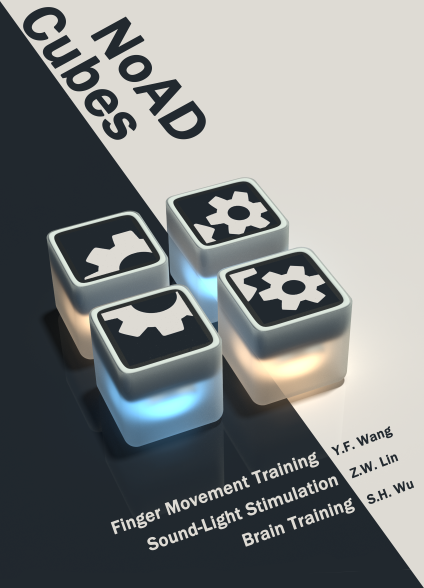 NoAD
Cubes
Finger Movement Training
Y.F. Wang
Sound-Light Stimulation
Z.W. Lin
Brain Training
S.H. Wu